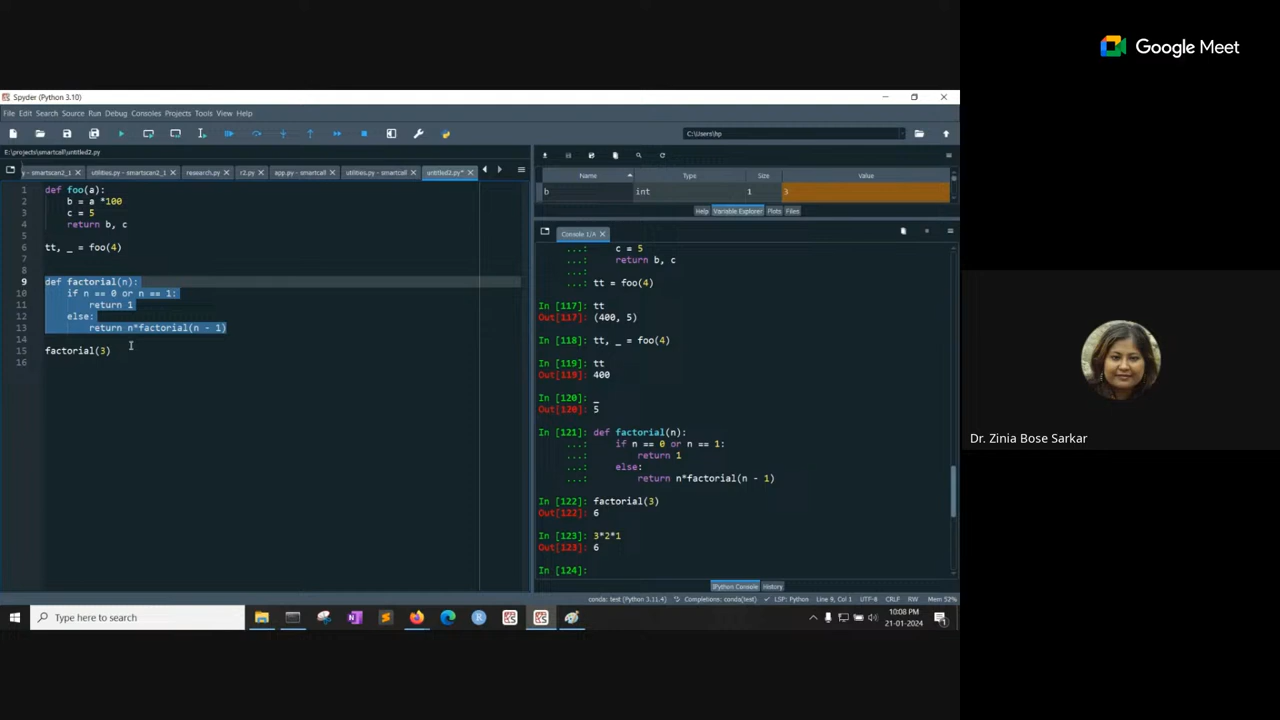 Google Meet
Spyder (Python 3.10)
File Edit Search Source Run Debug Consoles Projects Tools View Help
C:\Users\hp
E:\projects\smartcall\untitled2.py
y - smartscan2_1 utilities.py - smartscan2_1 research.py r2.py app.py - smartcall utilities.py - smartcall untitled2.py*
1 def foo(a):
2 b = a *100
3 c = 5
4 return b, c
5
6 tt, _ = foo(4)
7
8
9 def factorial(n):
10 if n == 0 or n == 1:
11 return 1
12 else:
13 return n*factorial(n - 1)
14
15 factorial(3)
16
Name Type Size Value
b int 1 3
Help Variable Explorer Plots Files
Console 1/A
...: c = 5
...: return b, c
...:
...: tt = foo(4)
In [117]: tt
Out[117]: (400, 5)
In [118]: tt, _ = foo(4)
In [119]: tt
Out[119]: 400
In [120]: _
Out[120]: 5
In [121]: def factorial(n):
...: if n == 0 or n == 1:
...: return 1
...: else:
...: return n*factorial(n - 1)
In [122]: factorial(3)
Out[122]: 6
In [123]: 3*2*1
Out[123]: 6
In [124]:
IPython Console History
conda: test (Python 3.11.4) Completions: conda(test) LSP: Python Line 9, Col 1 UTF-8 CRLF RW Mem 52%
Type here to search
10:08 PM
21-01-2024
Dr. Zinia Bose Sarkar